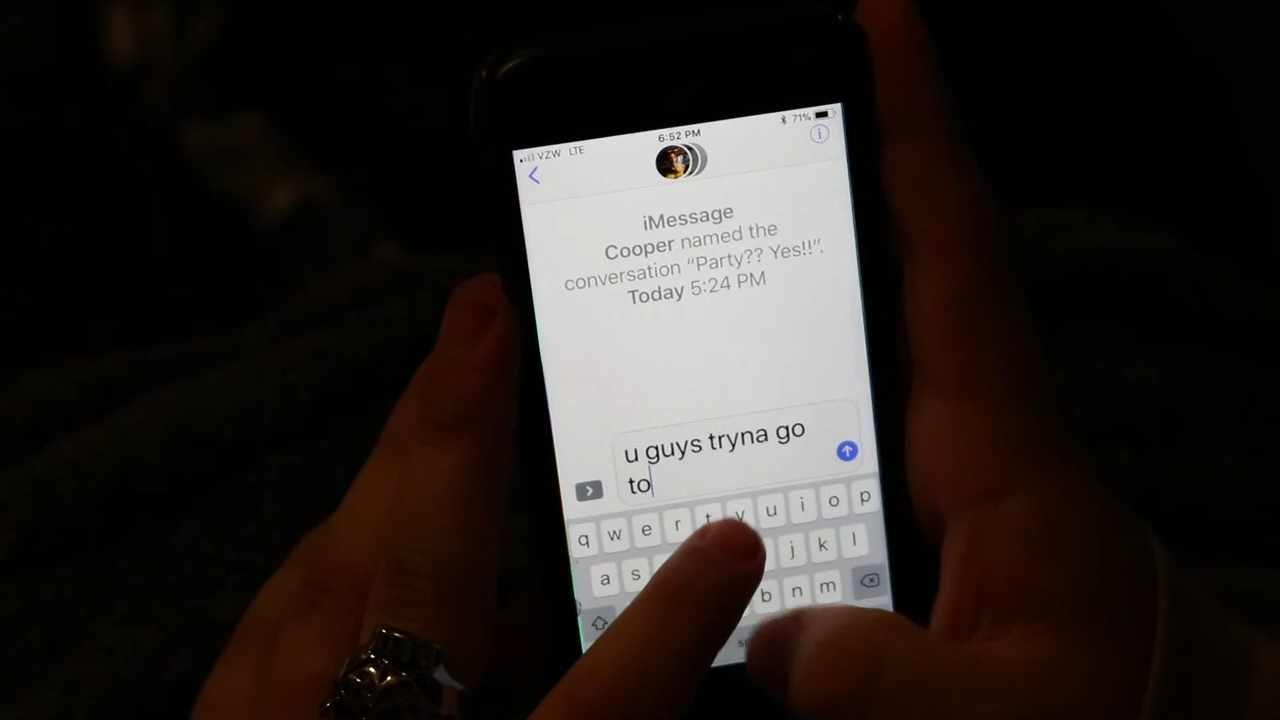 VZW LTE 6:52 PM 71%
iMessage
Cooper named the
conversation “Party?? Yes!!”.
Today 5:24 PM
u guys tryna go
to
q w e r t y u i o p
a s j k l
b n m